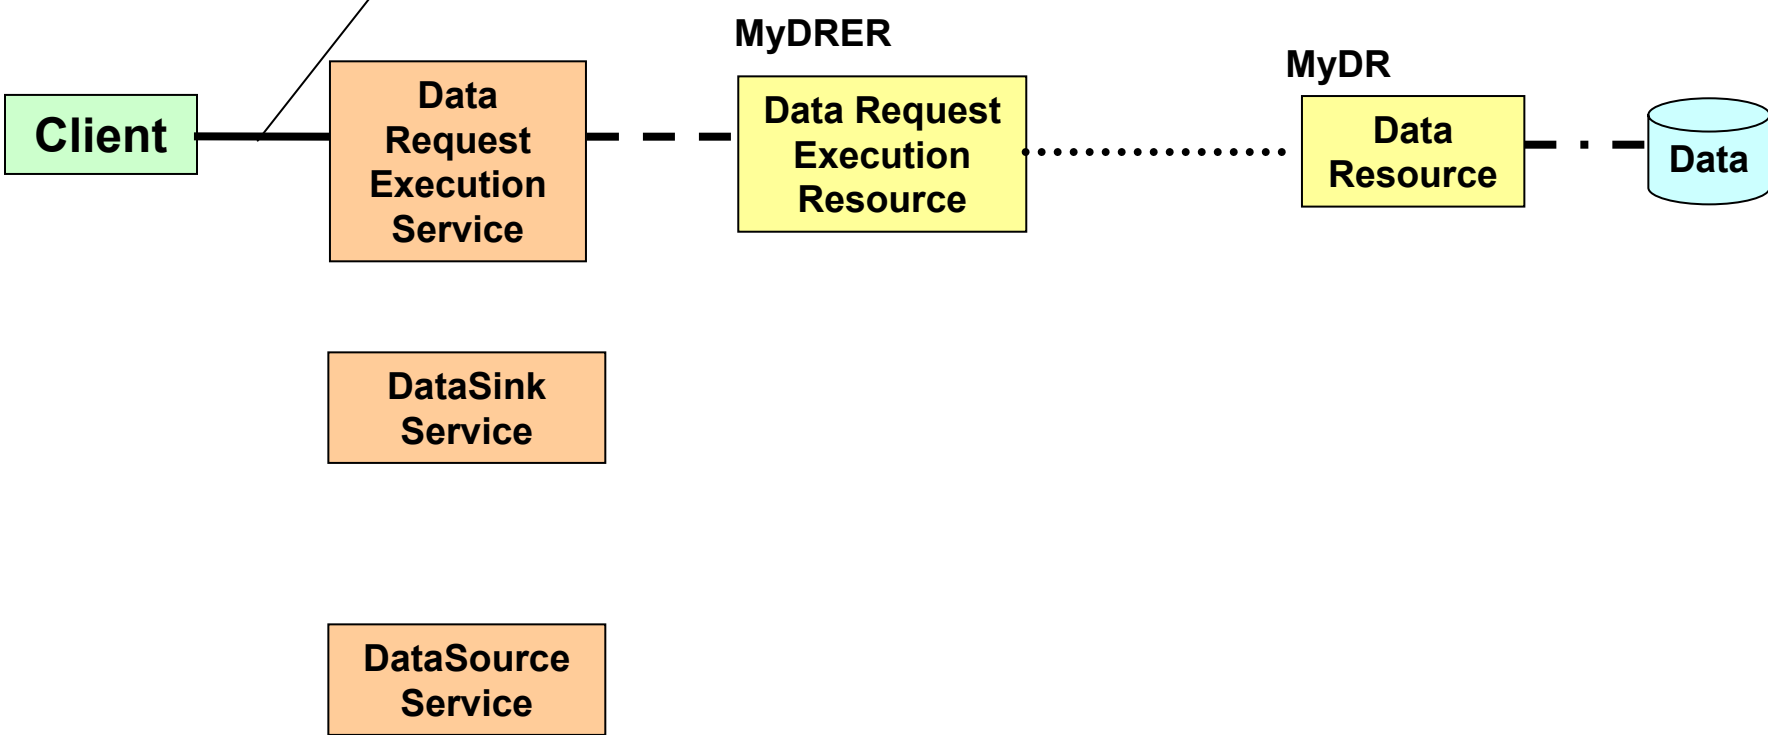 MyDRER
MyDR
Client
Data
Request
Execution
Service
Data Request
Execution
Resource
Data
Resource
Data
DataSink
Service
DataSource
Service